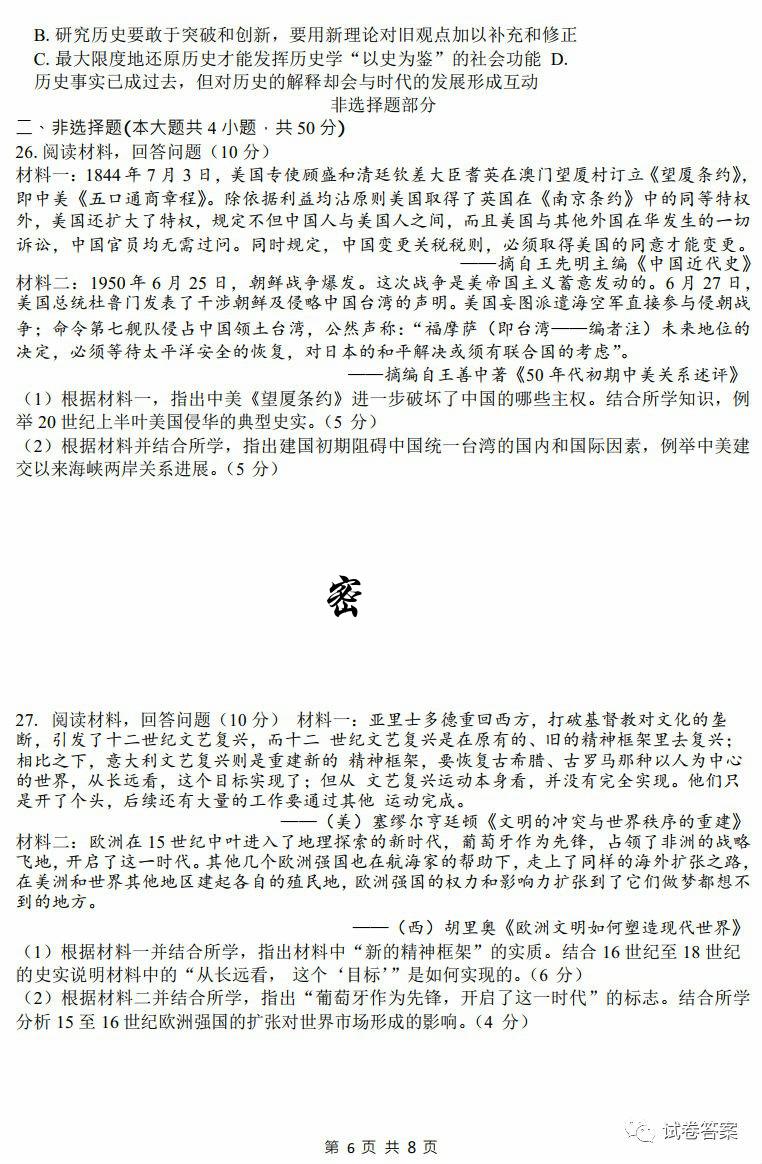 B. 研究历史要敢于突破和创新，要用新理论对旧观点加以补充和修正
C. 最大限度地还原历史才能发挥历史学“以史为鉴”的社会功能 D.
历史事实已成过去，但对历史的解释却会与时代的发展形成互动
非选择题部分
二、非选择题(本大题共 4 小题，共 50 分)
26. 阅读材料，回答问题（10 分）
材料一：1844 年 7 月 3 日，美国专使顾盛和清廷钦差大臣耆英在澳门望厦村订立《望厦条约》，
即中美《五口通商章程》。除依据利益均沾原则美国取得了英国在《南京条约》中的同等特权
外，美国还扩大了特权，规定不但中国人与美国人之间，而且美国与其他外国在华发生的一切
诉讼，中国官员均无需过问。同时规定，中国变更关税税则，必须取得美国的同意才能变更。
——摘自王先明主编《中国近代史》
材料二：1950 年 6 月 25 日，朝鲜战争爆发。这次战争是美帝国主义蓄意发动的。6 月 27 日，
美国总统杜鲁门发表了干涉朝鲜及侵略中国台湾的声明。美国妄图派遣海空军直接参与侵朝战
争；命令第七舰队侵占中国领土台湾，公然声称：“福摩萨（即台湾——编者注）未来地位的
决定，必须等待太平洋安全的恢复，对日本的和平解决或须有联合国的考虑”。
——摘编自王善中著《50 年代初期中美关系述评》
（1）根据材料一，指出中美《望厦条约》进一步破坏了中国的哪些主权。结合所学知识，例
举 20 世纪上半叶美国侵华的典型史实。（5 分）
（2）根据材料并结合所学，指出建国初期阻碍中国统一台湾的国内和国际因素，例举中美建
交以来海峡两岸关系进展。（5 分）
密
27. 阅读材料，回答问题（10 分） 材料一：亚里士多德重回西方，打破基督教对文化的垄
断，引发了十二世纪文艺复兴，而十二 世纪文艺复兴是在原有的、旧的精神框架里去复兴；
相比之下，意大利文艺复兴则是重建新的 精神框架，要恢复古希腊、古罗马那种以人为中心
的世界，从长远看，这个目标实现了；但从 文艺复兴运动本身看，并没有完全实现。他们只
是开了个头，后续还有大量的工作要通过其他 运动完成。
——（美）塞缪尔亨廷顿《文明的冲突与世界秩序的重建》
材料二：欧洲在 15 世纪中叶进入了地理探索的新时代，葡萄牙作为先锋，占领了非洲的战略
飞地，开启了这一时代。其他几个欧洲强国也在航海家的帮助下，走上了同样的海外扩张之路，
在美洲和世界其他地区建起各自的殖民地，欧洲强国的权力和影响力扩张到了它们做梦都想不
到的地方。
——（西）胡里奥《欧洲文明如何塑造现代世界》
（1）根据材料一并结合所学，指出材料中“新的精神框架”的实质。结合 16 世纪至 18 世纪
的史实说明材料中的“从长远看， 这个‘目标’”是如何实现的。（6 分）
（2）根据材料二并结合所学，指出“葡萄牙作为先锋，开启了这一时代”的标志。结合所学
分析 15 至 16 世纪欧洲强国的扩张对世界市场形成的影响。（4 分）
试卷答案
第 6 页 共 8 页